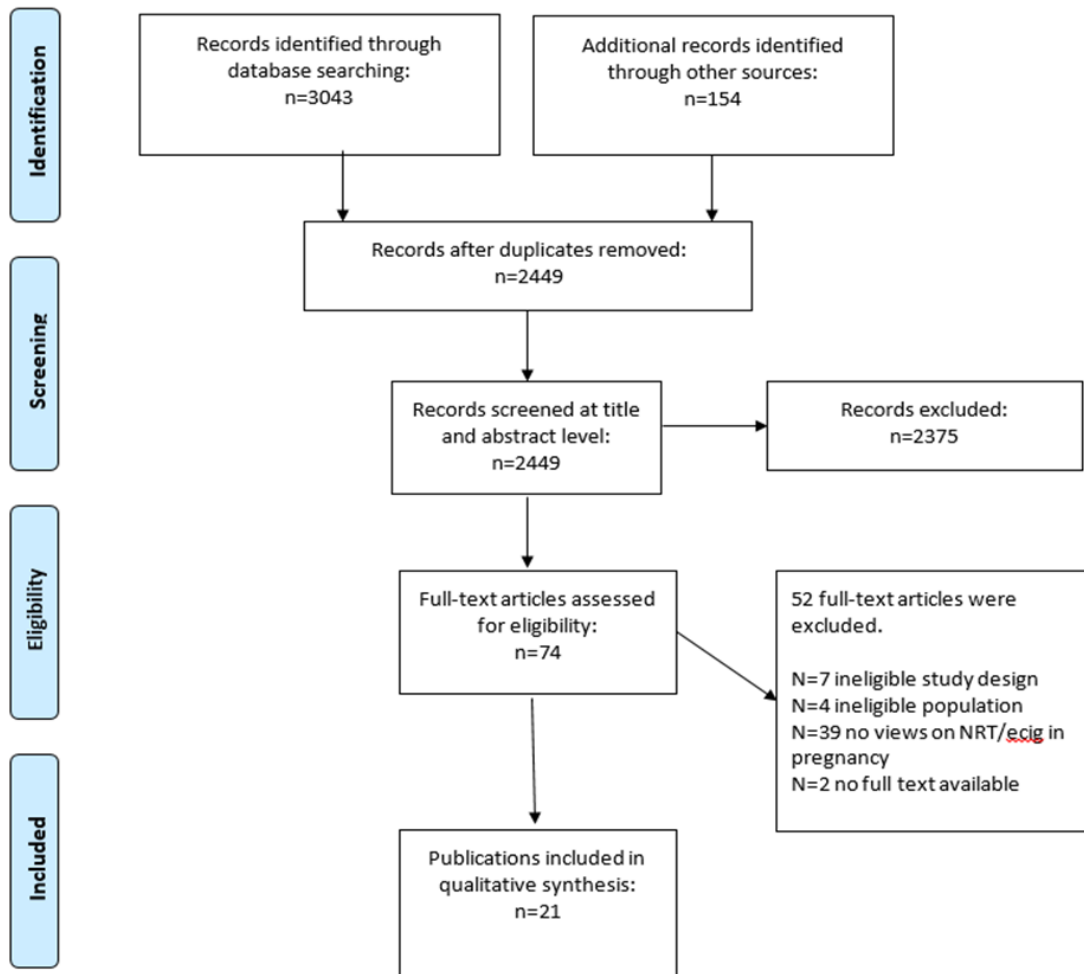 Identification
Records identified through
database searching:
n=3043
Additional records identified
through other sources:
n=154
Screening
Records after duplicates removed:
n=2449
Records screened at title
and abstract level:
n=2449
Records excluded:
n=2375
Eligibility
Full-text articles assessed
for eligibility:
n=74
52 full-text articles were
excluded.
N=7 ineligible study design
N=4 ineligible population
N=39 no views on NRT/ecig in
pregnancy
N=2 no full text available
Included
Publications included in
qualitative synthesis:
n=21